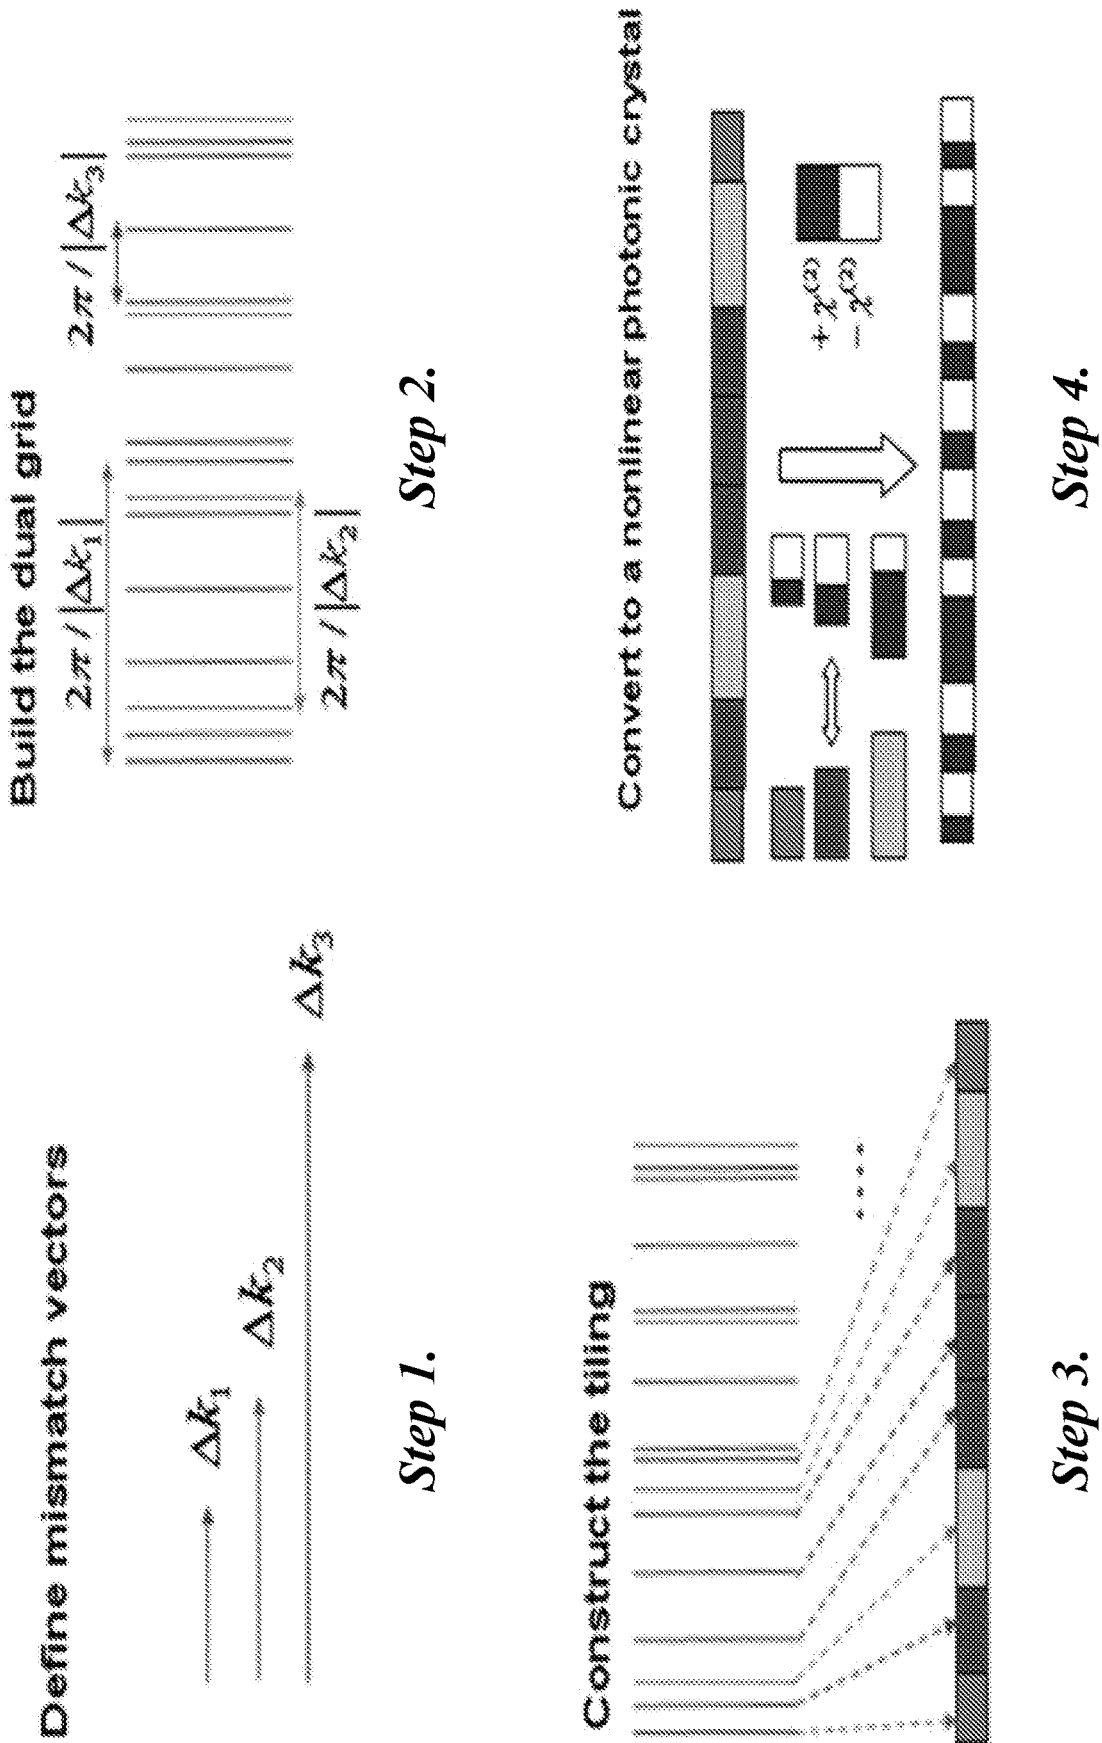 Define mismatch vectors
Δk₁
Δk₂
Δk₃
Step 1.
Build the dual grid
2π / |Δk₁|
2π / |Δk₃|
2π / |Δk₂|
Step 2.
Construct the tiling
Step 3.
Convert to a nonlinear photonic crystal
+ χ⁽²⁾
− χ⁽²⁾
Step 4.